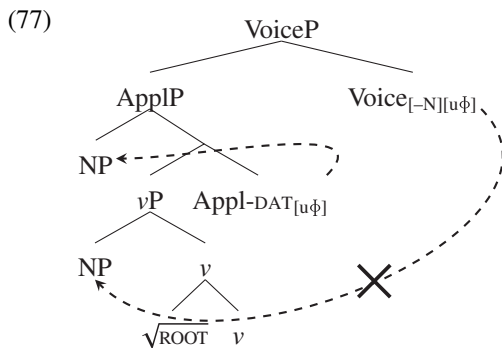 (77)
VoiceP
ApplP Voice[–N][uϕ]
NP
vP Appl-DAT[uϕ]
NP v
√ROOT v